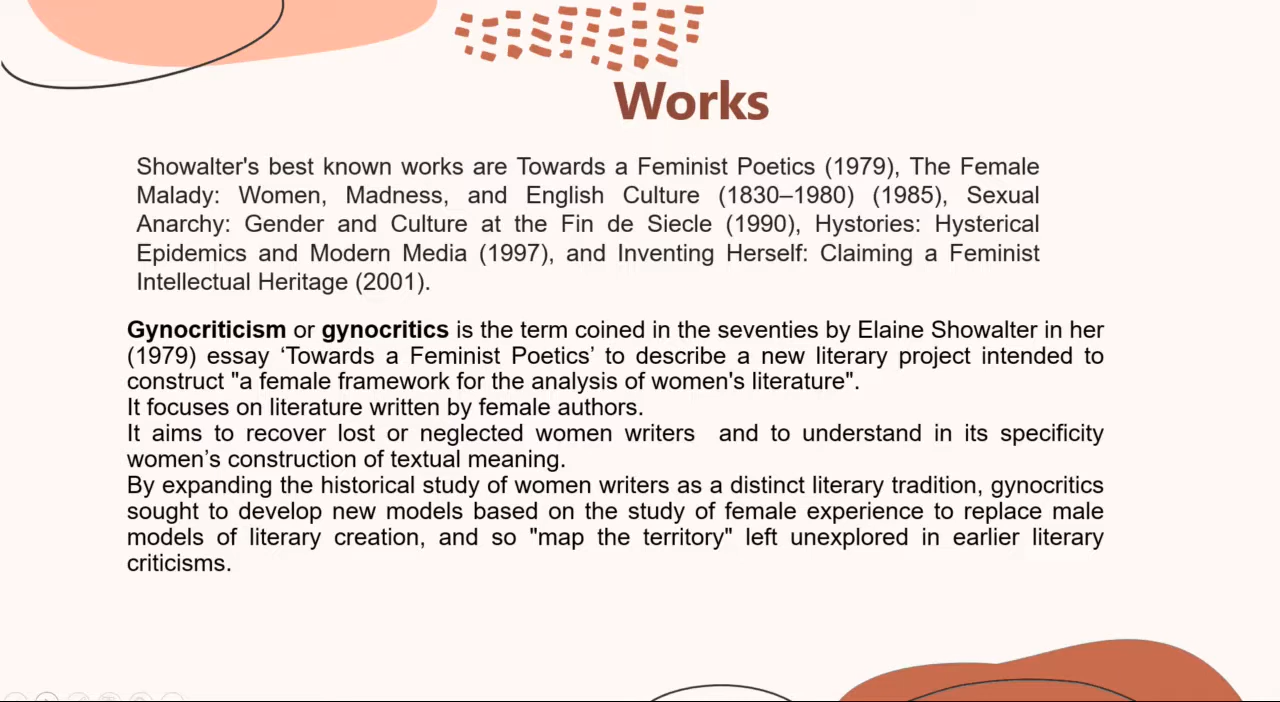 Works
Showalter's best known works are Towards a Feminist Poetics (1979), The Female
Malady: Women, Madness, and English Culture (1830–1980) (1985), Sexual
Anarchy: Gender and Culture at the Fin de Siecle (1990), Hystories: Hysterical
Epidemics and Modern Media (1997), and Inventing Herself: Claiming a Feminist
Intellectual Heritage (2001).
Gynocriticism or gynocritics is the term coined in the seventies by Elaine Showalter in her
(1979) essay ‘Towards a Feminist Poetics’ to describe a new literary project intended to
construct "a female framework for the analysis of women's literature".
It focuses on literature written by female authors.
It aims to recover lost or neglected women writers  and to understand in its specificity
women’s construction of textual meaning.
By expanding the historical study of women writers as a distinct literary tradition, gynocritics
sought to develop new models based on the study of female experience to replace male
models of literary creation, and so "map the territory" left unexplored in earlier literary
criticisms.